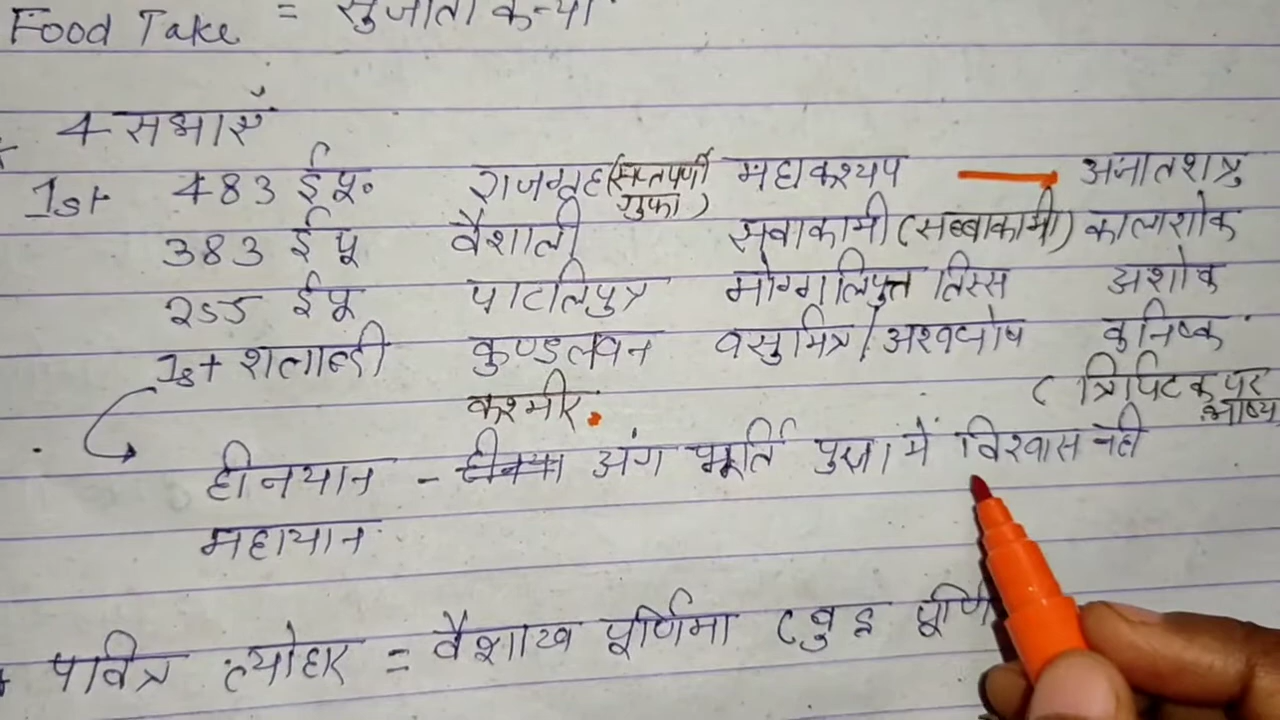 Food Take = सुजाता कन्या
* 4 सभाएँ
1st 483 ई.पू. राजगृह (सप्तपर्णी गुफा) महाकश्यप — अजातशत्रु
383 ई पू वैशाली सबाकामी (सब्बाकामी) कालाशोक
255 ई पू पाटलिपुत्र मोग्गलिपुत्त तिस्स अशोक
1st शताब्दी कुण्डलवन वसुमित्र / अश्वघोष कनिष्क
कश्मीर. ( त्रिपिटक पर भाष्य
हीनयान - अंग मूर्ति पुजा में विश्वास नही
महायान
* पवित्र त्योहार = वैशाख पूर्णिमा ( बुद्ध